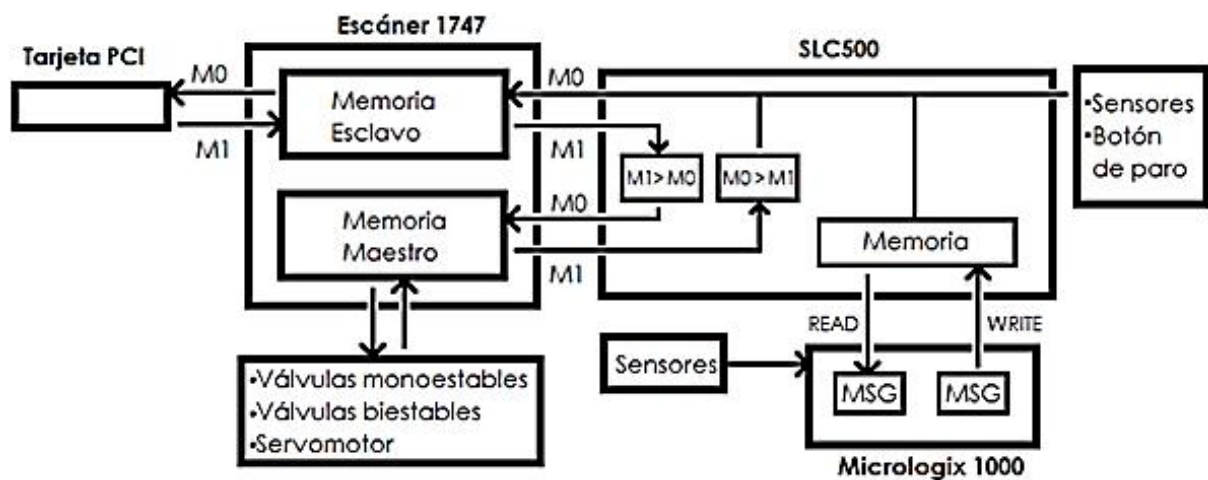 Escáner 1747
Tarjeta PCI
SLC500
M0
M1
Memoria
Esclavo
M0
M1
M1>M0
M0>M1
•Sensores
•Botón
de paro
Memoria
Maestro
M0
M1
Memoria
READ
WRITE
•Válvulas monoestables
•Válvulas biestables
•Servomotor
Sensores
MSG
MSG
Micrologix 1000